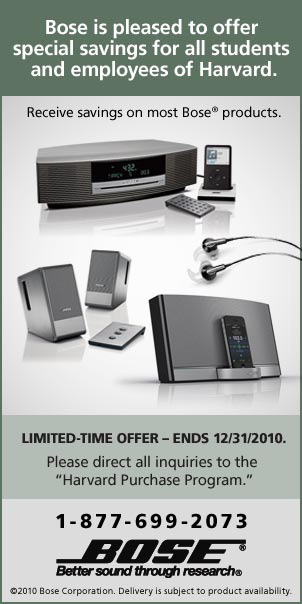 Bose is pleased to offer
special savings for all students
and employees of Harvard.
Receive savings on most Bose® products.
LIMITED-TIME OFFER – ENDS 12/31/2010.
Please direct all inquiries to the
“Harvard Purchase Program.”
1-877-699-2073
BOSE®
Better sound through research®
©2010 Bose Corporation. Delivery is subject to product availability.